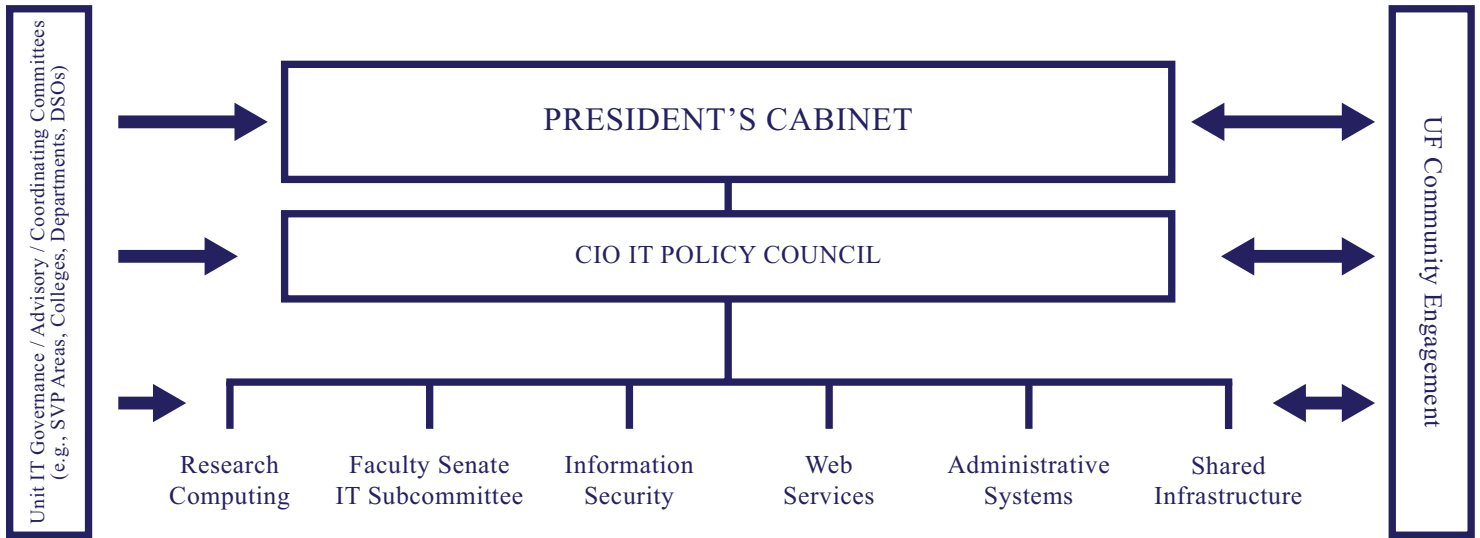 Unit IT Governance / Advisory / Coordinating Committees
(e.g., SVP Areas, Colleges, Departments, DSOs)
PRESIDENT’S CABINET
CIO IT POLICY COUNCIL
Research
Computing
Faculty Senate
IT Subcommittee
Information
Security
Web
Services
Administrative
Systems
Shared
Infrastructure
UF Community Engagement